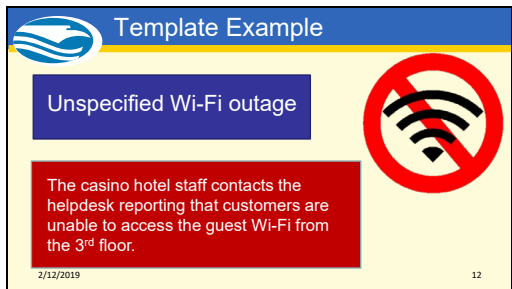 Template Example
Unspecified Wi-Fi outage
The casino hotel staff contacts the
helpdesk reporting that customers are
unable to access the guest Wi-Fi from
the 3rd floor.
2/12/2019
12